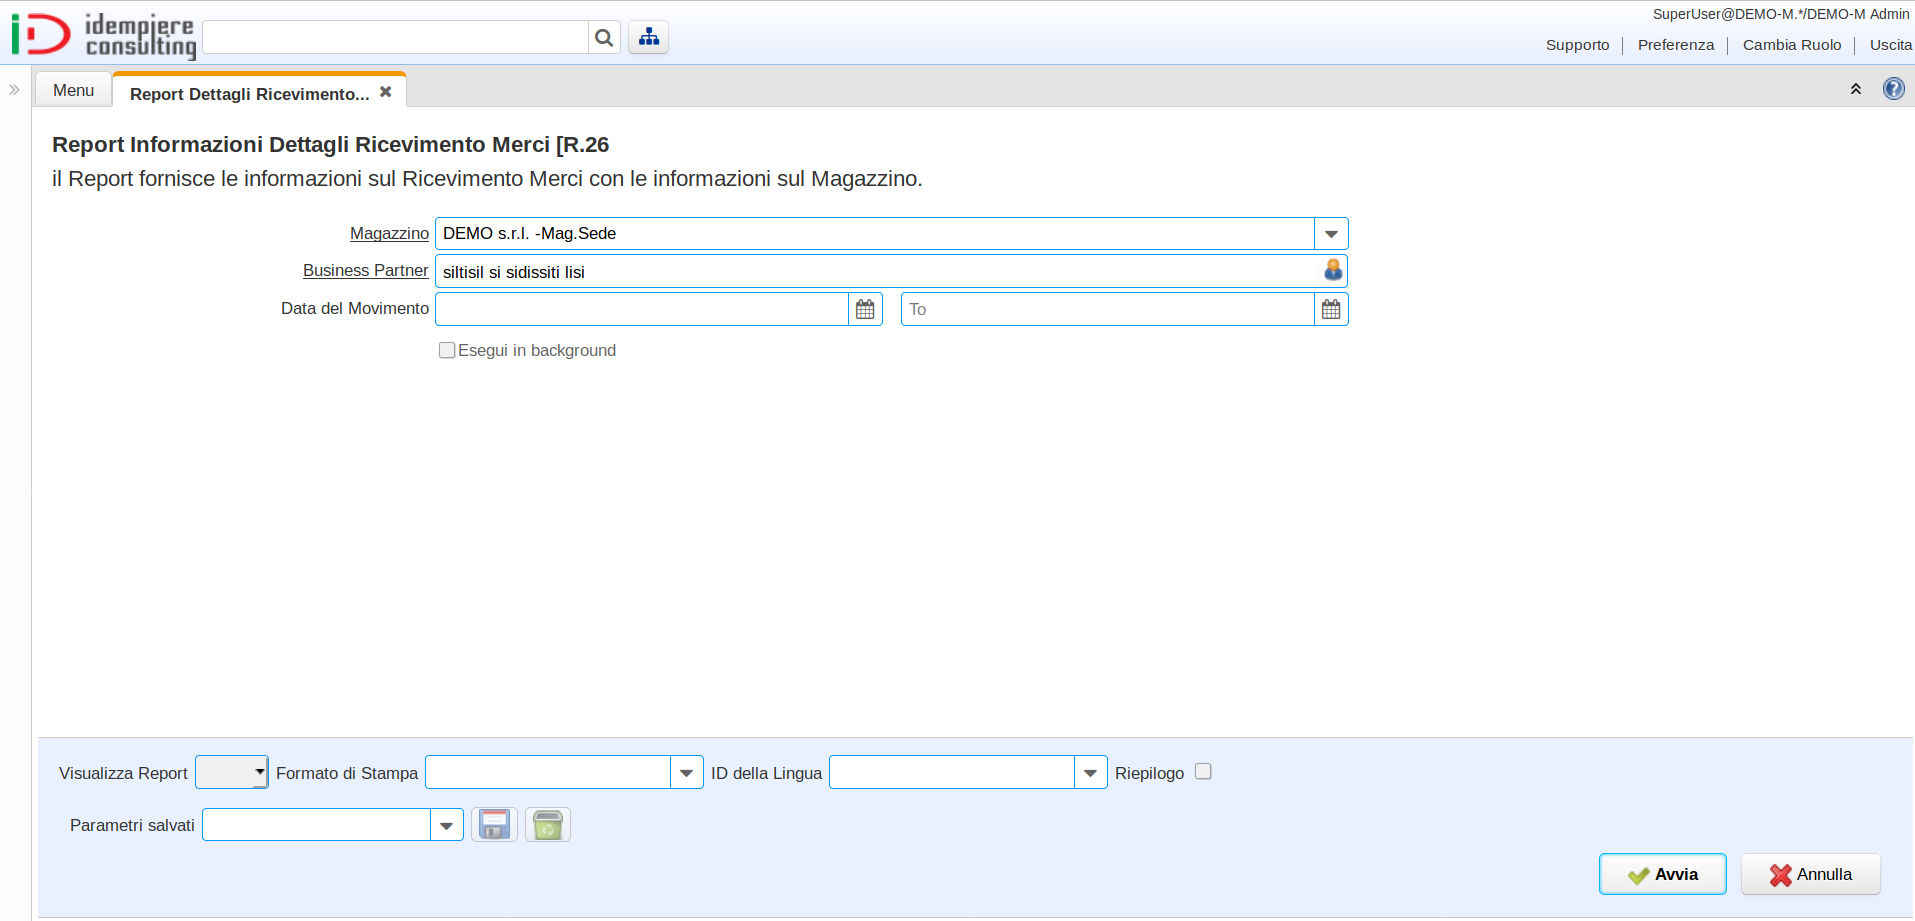 idempiere
consulting
SuperUser@DEMO-M.*/DEMO-M Admin
Supporto Preferenza Cambia Ruolo Uscita
Menu
Report Dettagli Ricevimento...
Report Informazioni Dettagli Ricevimento Merci [R.26
il Report fornisce le informazioni sul Ricevimento Merci con le informazioni sul Magazzino.
Magazzino DEMO s.r.l. -Mag.Sede
Business Partner siltisil si sidissiti lisi
Data del Movimento To
Esegui in background
Visualizza Report Formato di Stampa ID della Lingua Riepilogo
Parametri salvati
Avvia Annulla